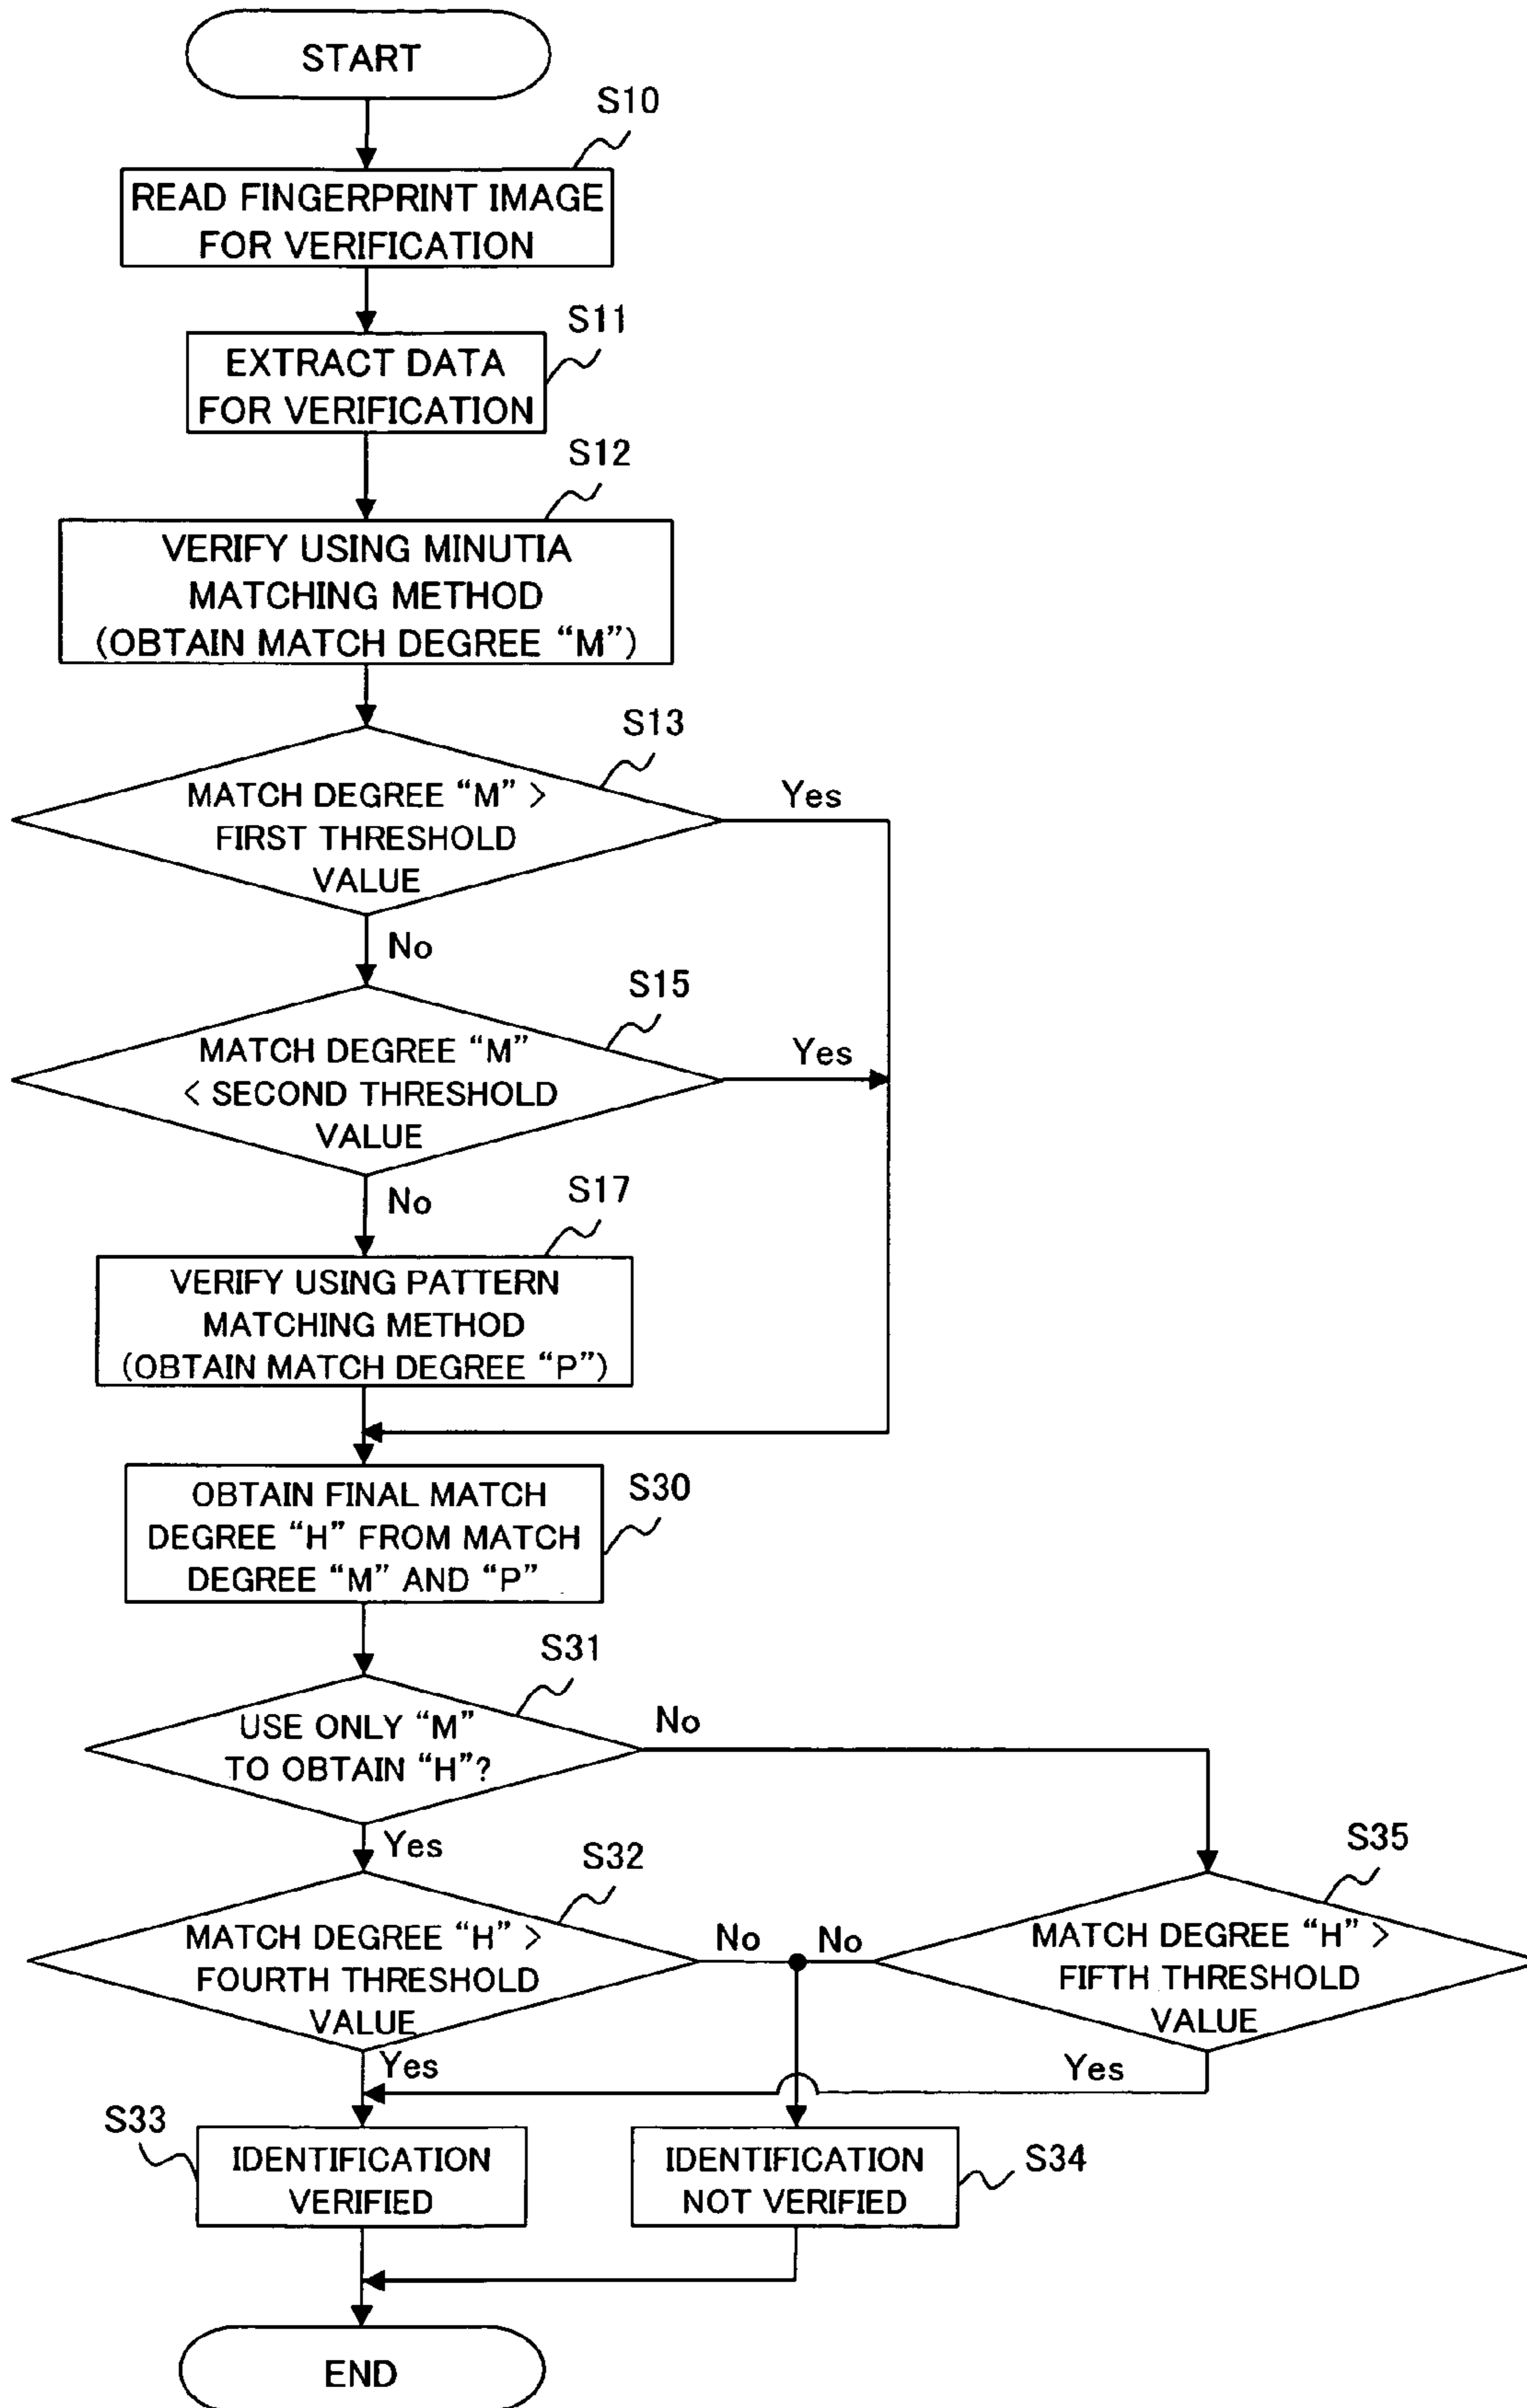 START
S10
READ FINGERPRINT IMAGE
FOR VERIFICATION
S11
EXTRACT DATA
FOR VERIFICATION
S12
VERIFY USING MINUTIA
MATCHING METHOD
(OBTAIN MATCH DEGREE “M”)
S13
MATCH DEGREE “M” >
FIRST THRESHOLD
VALUE
Yes
No
S15
MATCH DEGREE “M”
< SECOND THRESHOLD
VALUE
Yes
No
S17
VERIFY USING PATTERN
MATCHING METHOD
(OBTAIN MATCH DEGREE “P”)
S30
OBTAIN FINAL MATCH
DEGREE “H” FROM MATCH
DEGREE “M” AND “P”
S31
USE ONLY “M”
TO OBTAIN “H”?
No
Yes
S32
MATCH DEGREE “H” >
FOURTH THRESHOLD
VALUE
No
Yes
S35
MATCH DEGREE “H” >
FIFTH THRESHOLD
VALUE
No
Yes
S33
IDENTIFICATION
VERIFIED
IDENTIFICATION
NOT VERIFIED
S34
END